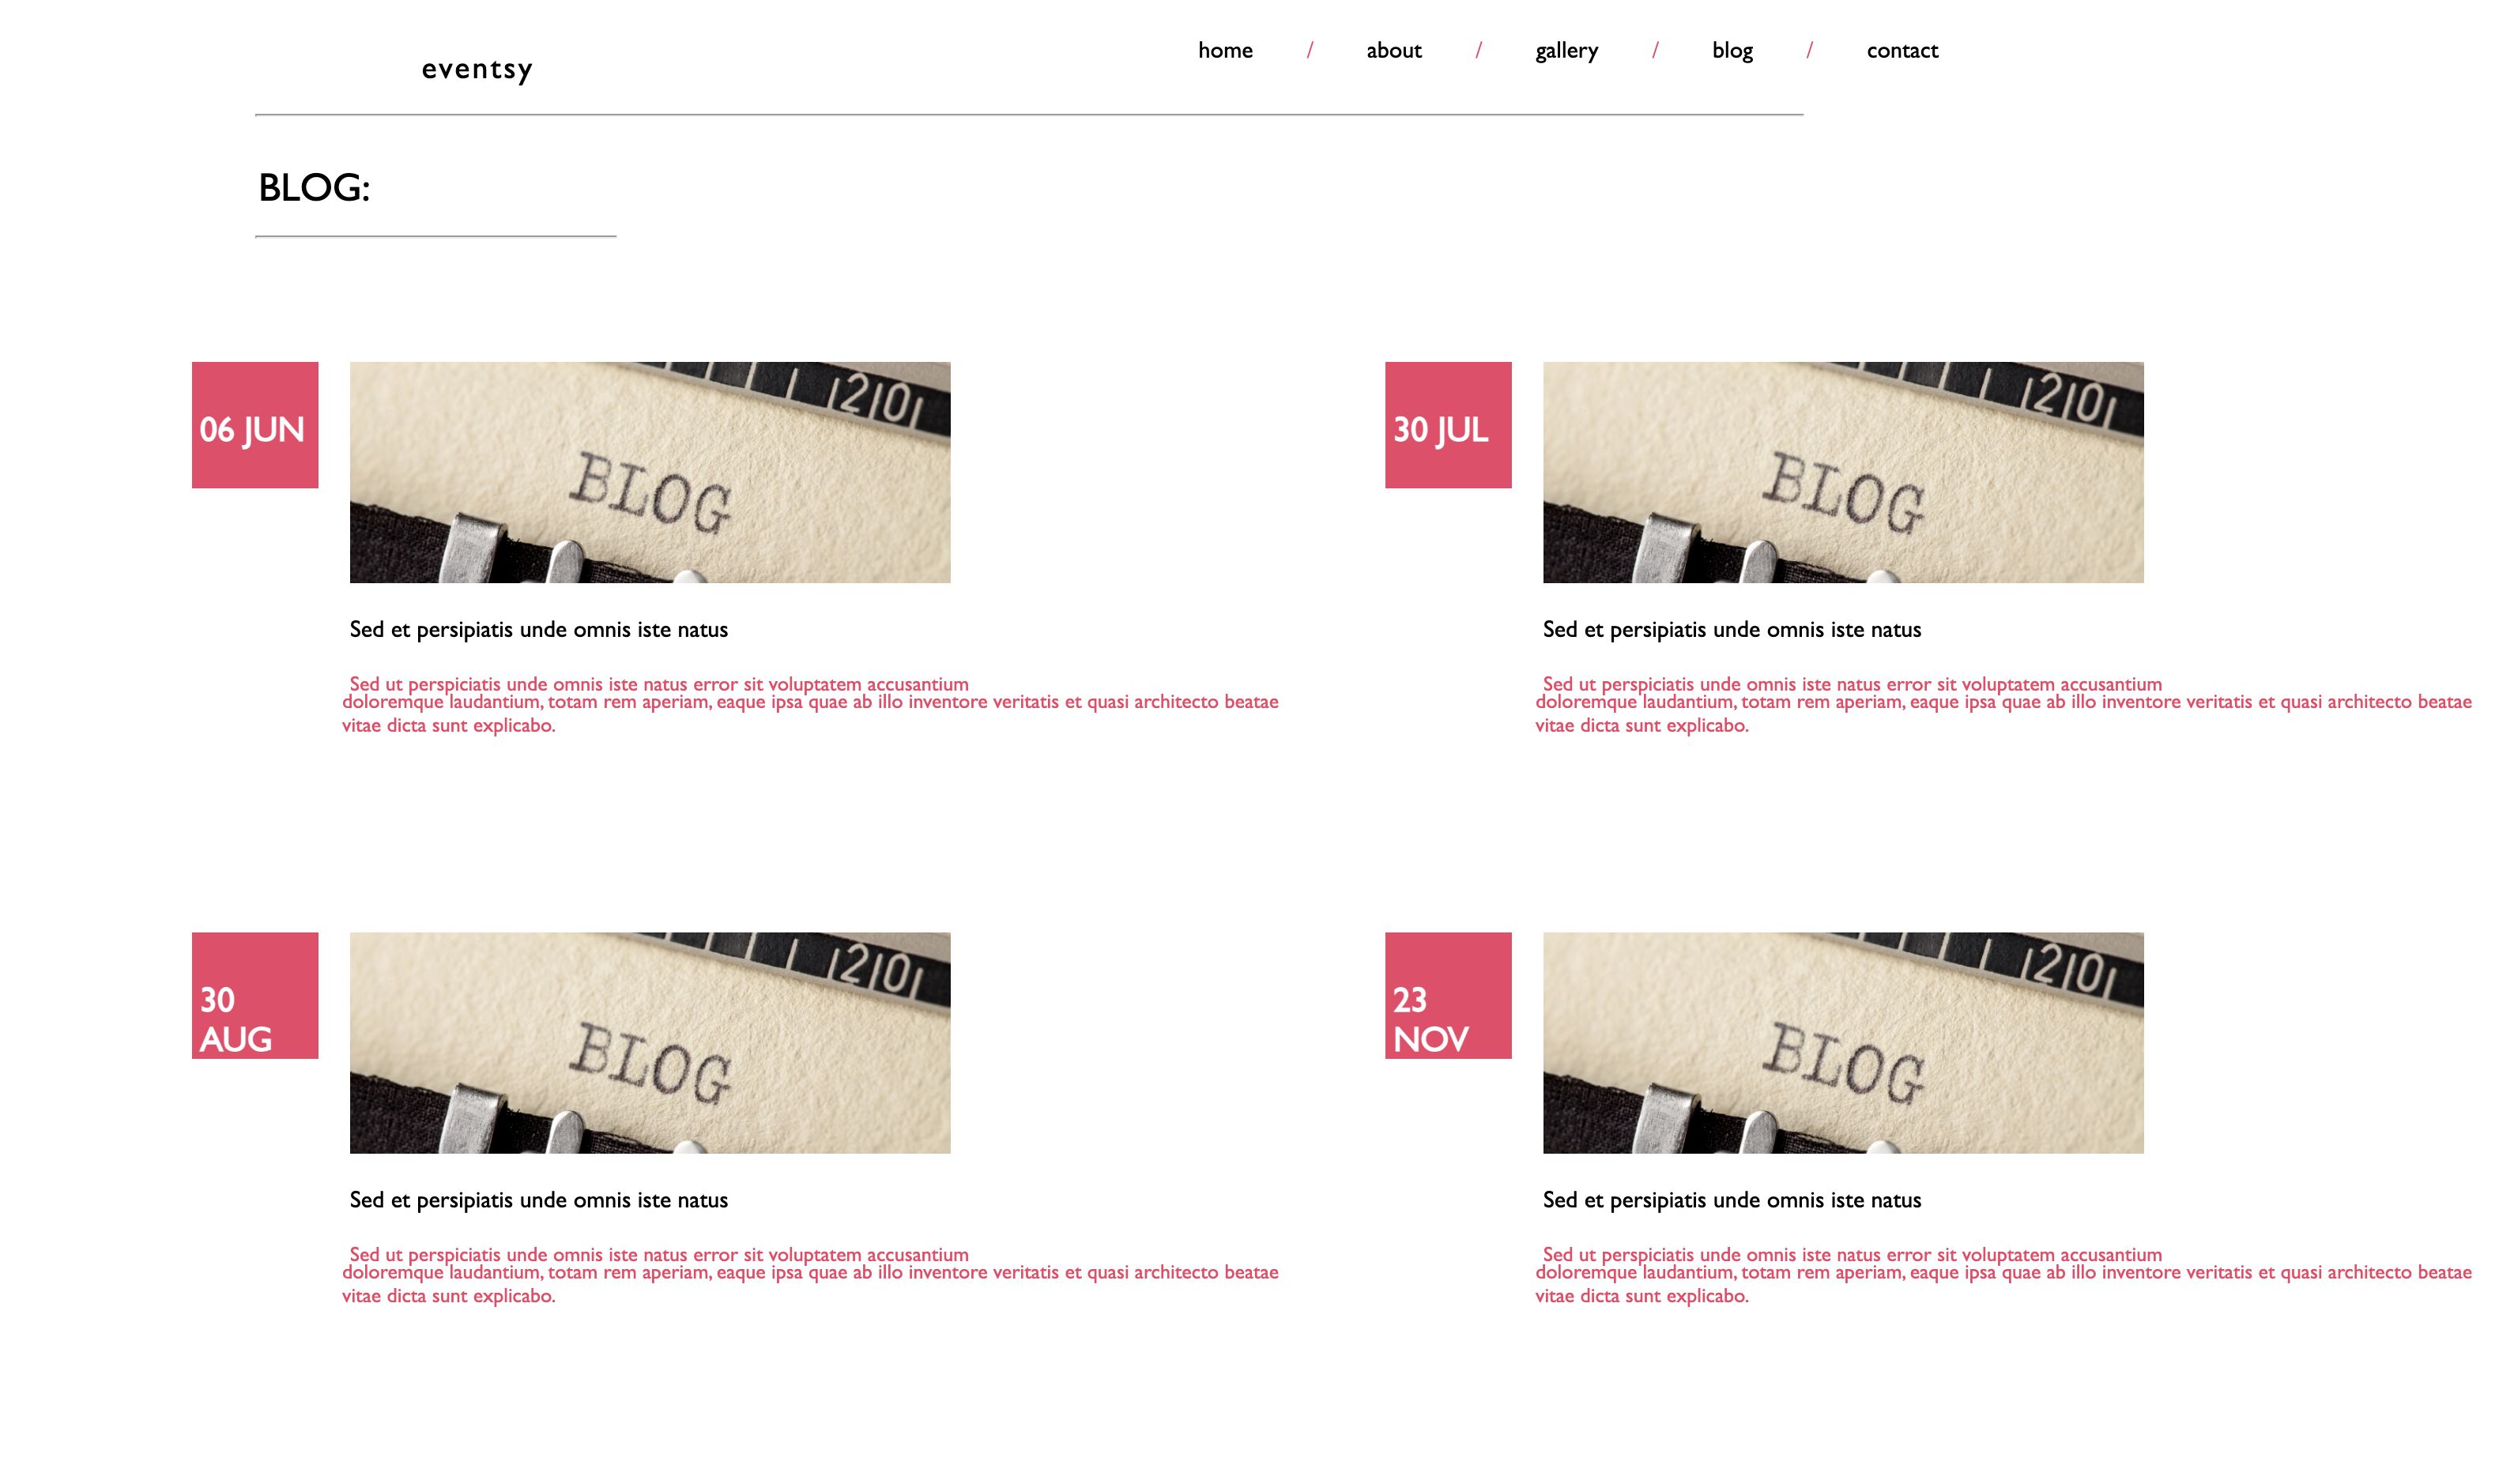 eventsy
home / about / gallery / blog / contact
BLOG:
06 JUN
210
BLOG
Sed et persipiatis unde omnis iste natus
Sed ut perspiciatis unde omnis iste natus error sit voluptatem accusantium
doloremque laudantium, totam rem aperiam, eaque ipsa quae ab illo inventore veritatis et quasi architecto beatae
vitae dicta sunt explicabo.
30 JUL
210
BLOG
Sed et persipiatis unde omnis iste natus
Sed ut perspiciatis unde omnis iste natus error sit voluptatem accusantium
doloremque laudantium, totam rem aperiam, eaque ipsa quae ab illo inventore veritatis et quasi architecto beatae
vitae dicta sunt explicabo.
30
AUG
210
BLOG
Sed et persipiatis unde omnis iste natus
Sed ut perspiciatis unde omnis iste natus error sit voluptatem accusantium
doloremque laudantium, totam rem aperiam, eaque ipsa quae ab illo inventore veritatis et quasi architecto beatae
vitae dicta sunt explicabo.
23
NOV
210
BLOG
Sed et persipiatis unde omnis iste natus
Sed ut perspiciatis unde omnis iste natus error sit voluptatem accusantium
doloremque laudantium, totam rem aperiam, eaque ipsa quae ab illo inventore veritatis et quasi architecto beatae
vitae dicta sunt explicabo.